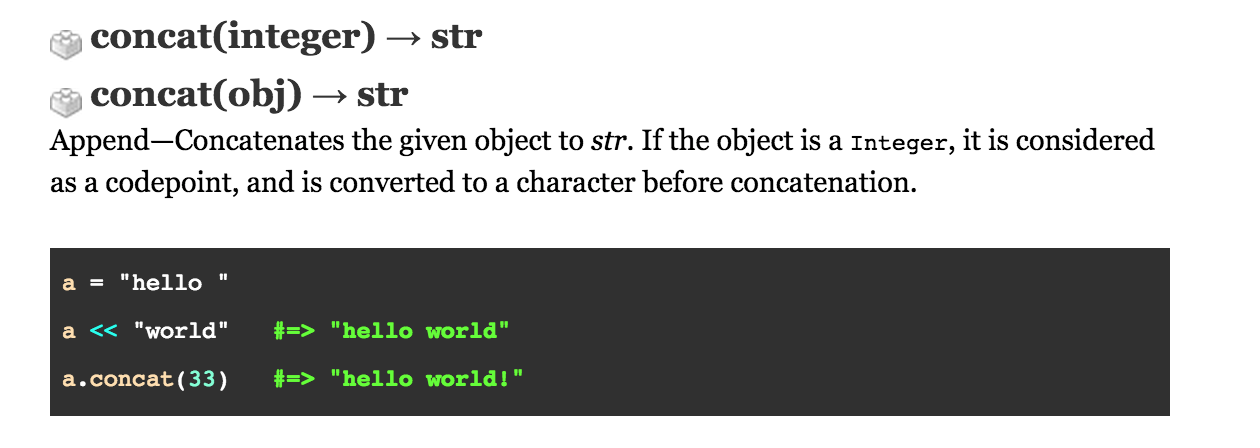 concat(integer) → str
concat(obj) → str
Append—Concatenates the given object to str. If the object is a Integer, it is considered
as a codepoint, and is converted to a character before concatenation.
a = "hello "
a << "world"   #=> "hello world"
a.concat(33)   #=> "hello world!"